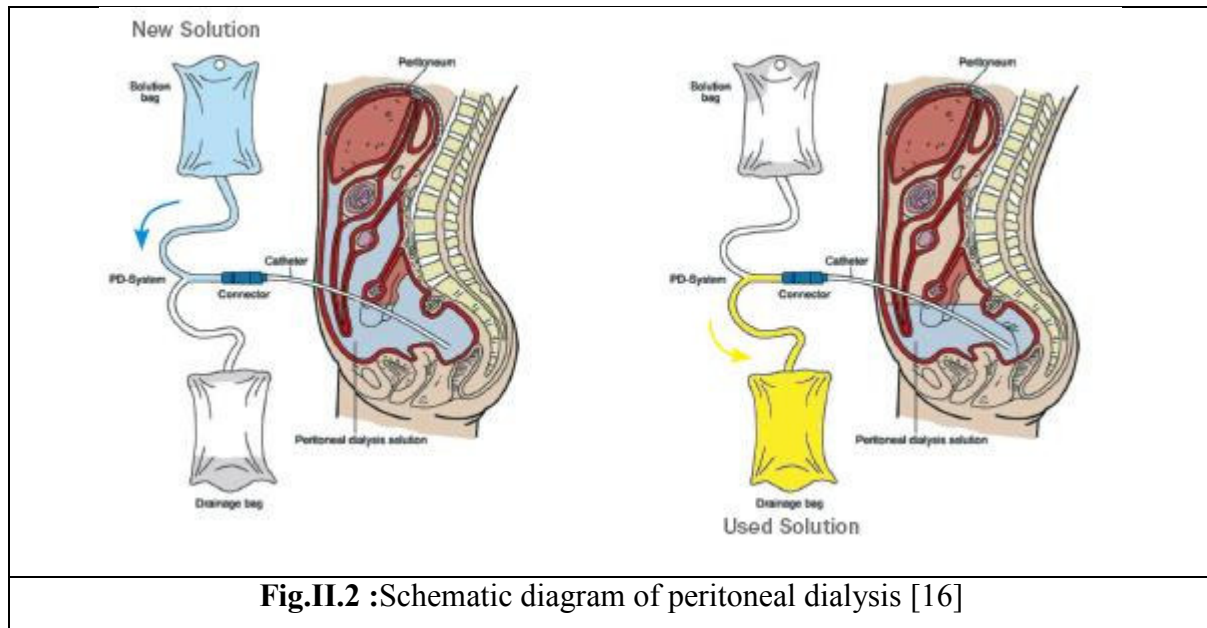 New Solution
Solution
bag
Peritoneum
PD-System
Catheter
Connector
Peritoneal dialysis solution
Drainage bag
Solution
bag
Peritoneum
PD-System
Catheter
Connector
Peritoneal dialysis solution
Drainage bag
Used Solution
Fig.II.2 :Schematic diagram of peritoneal dialysis [16]